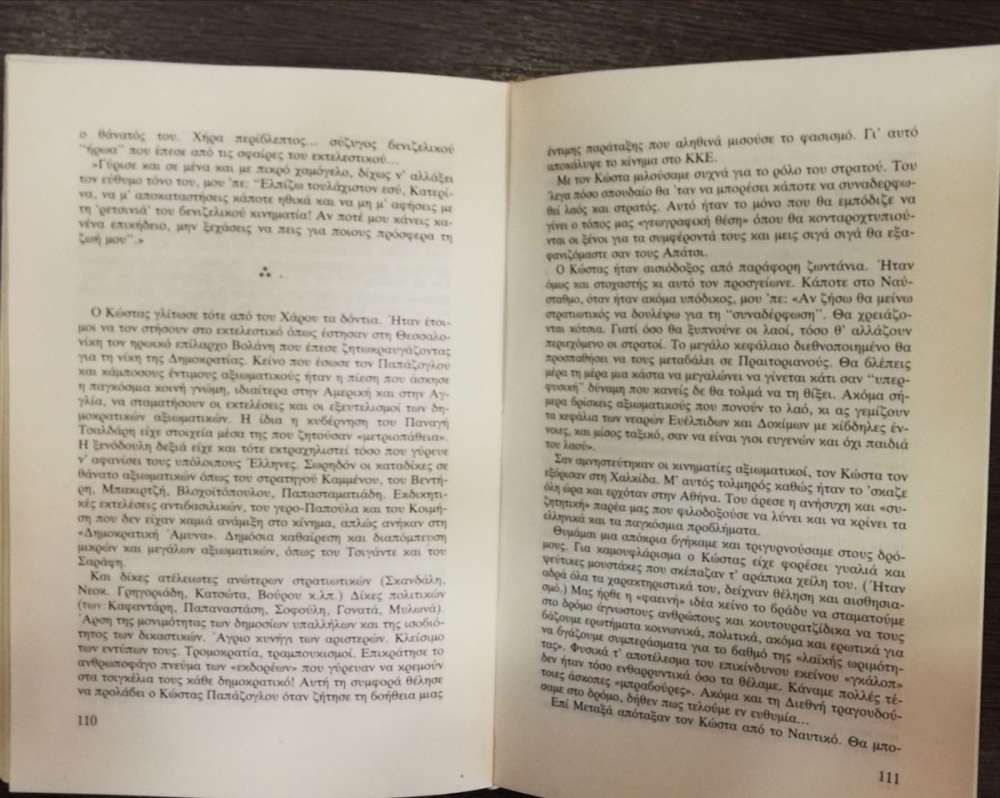 ο θάνατός του. Χήρα περίβλεπτος... σύζυγος βενιζελικού
“ήρωα” που έπεσε από τις σφαίρες του εκτελεστικού...
»Γύρισε και σε μένα και με πικρό χαμόγελο, δίχως ν’ αλλάξει
τον εύθυμο τόνο του, μου ’πε: “Ελπίζω τουλάχιστον εσύ, Κατερί-
να, να μ’ αποκαταστήσεις κάποτε ηθικά και να μη μ’ αφήσεις με
τη ‘ρετσινιά’ του βενιζελικού κινηματία! Αν ποτέ μου κάνεις κα-
νένα επικήδειο, μην ξεχάσεις να πεις για ποιους πρόσφερα τη
ζωή μου”.»
Ο Κώστας γλίτωσε τότε από του Χάρου τα δόντια. Ήταν έτοι-
μοι να τον στήσουν στο εκτελεστικό όπως έστησαν στη Θεσσαλο-
νίκη τον ηρωικό επίλαρχο Βολάνη που έπεσε ζητωκραυγάζοντας
για τη νίκη της Δημοκρατίας. Κείνο που έσωσε τον Παπάζογλου
και κάμποσους έντιμους αξιωματικούς ήταν η πίεση που άσκησε
η παγκόσμια κοινή γνώμη, ιδιαίτερα στην Αμερική και στην Αγ-
γλία, να σταματήσουν οι εκτελέσεις και οι εξευτελισμοί των δη-
μοκρατικών αξιωματικών. Η ίδια η κυβέρνηση του Παναγή
Τσαλδάρη είχε στοιχεία μέσα της που ζητούσαν «μετριοπάθεια».
Η ξενόδουλη δεξιά είχε και τότε εκτραχηλιστεί τόσο που γύρευε
ν’ αφανίσει τους υπόλοιπους Έλληνες. Σωρηδόν οι καταδίκες σε
θάνατο αξιωματικών όπως του στρατηγού Καμμένου, του Βεντή-
ρη, Μπακιρτζή, Βλαχοϊτόπουλου, Παπασταματιάδη. Εκδικητι-
κές εκτελέσεις αντιβασιλικών, του γερο-Παπούλα και του Κοιμή-
ση που δεν είχαν καμιά ανάμιξη στο κίνημα, απλώς ανήκαν στη
«Δημοκρατική Άμυνα». Δημόσια καθαίρεση και διαπόμπευση
μικρών και μεγάλων αξιωματικών, όπως του Τσιγάντε και του
Σαράφη.
Και δίκες ατέλειωτες ανώτερων στρατιωτικών (Σκανδάλη,
Νεοκ. Γρηγοριάδη, Κατσώτα, Βούρου κ.λπ.) Δίκες πολιτικών
(των Καφαντάρη, Παπαναστάση, Σοφούλη, Γονατά, Μυλωνά).
Άρση της μονιμότητας των δημοσίων υπαλλήλων και της ισοβιό-
τητος των δικαστικών. Άγριο κυνήγι των αριστερών. Κλείσιμο
των εντύπων τους. Τρομοκρατία, τραμπουκισμοί. Επικράτησε το
ανθρωποφάγο πνεύμα των «εκδορέων» που γύρευαν να κρεμούν
στα τσιγκέλια τους κάθε δημοκρατικό! Αυτή τη συμφορά θέλησε
να προλάβει ο Κώστας Παπάζογλου όταν ζήτησε τη βοήθεια μιας
110
έντιμης παράταξης που αληθινά μισούσε το φασισμό. Γι’ αυτό
αποκάλυψε το κίνημα στο ΚΚΕ.
Με τον Κώστα μιλούσαμε συχνά για το ρόλο του στρατού. Του
’λεγα πόσο σπουδαίο θα ’ταν να μπορέσει κάποτε να συναδερφω-
θεί λαός και στρατός. Αυτό ήταν το μόνο που θα εμπόδιζε να
γίνει ο τόπος μας «γεωγραφική θέση» όπου θα κονταροχτυπιού-
νται οι ξένοι για τα συμφέροντά τους και μεις σιγά σιγά θα εξα-
φανιζόμαστε σαν τους Απάτσι.
Ο Κώστας ήταν αισιόδοξος από παράφορη ζωντάνια. Ήταν
όμως και στοχαστής κι αυτό τον προσγείωνε. Κάποτε στο Ναύ-
σταθμο, όταν ήταν ακόμα υπόδικος, μου ’πε: «Αν ζήσω θα μείνω
στρατιωτικός να δουλέψω για τη “συναδέρφωση”. Θα χρειάζο-
νται κότσια. Γιατί όσο θα ξυπνούνε οι λαοί, τόσο θ’ αλλάζουν
περιεχόμενο οι στρατοί. Το μεγάλο κεφάλαιο διεθνοποιημένο θα
προσπαθήσει να τους μεταβάλει σε Πραιτοριανούς. Θα βλέπεις
μέρα τη μέρα μια κάστα να μεγαλώνει να γίνεται κάτι σαν “υπερ-
φυσική” δύναμη που κανείς δε θα τολμά να τη θίξει. Ακόμα σή-
μερα βρίσκεις αξιωματικούς που πονούν το λαό, κι ας γεμίζουν
τα κεφάλια των νεαρών Ευέλπιδων και Δοκίμων με κίβδηλες έν-
νοιες, και μίσος ταξικό, σαν να είναι γιοι ευγενών και όχι παιδιά
του λαού».
Σαν αμνηστεύτηκαν οι κινηματίες αξιωματικοί, τον Κώστα τον
εξόρισαν στη Χαλκίδα. Μ’ αυτός τολμηρός καθώς ήταν το ’σκαζε
όλη ώρα και ερχόταν στην Αθήνα. Του άρεσε η ανήσυχη και «συ-
ζητητική» παρέα μας που φιλοδοξούσε να λύνει και να κρίνει τα
ελληνικά και τα παγκόσμια προβλήματα.
Θυμάμαι μια απόκρια βγήκαμε και τριγυρνούσαμε στους δρό-
μους. Για καμουφλάρισμα ο Κώστας είχε φορέσει γυαλιά και
ψεύτικους μουστάκες που σκέπαζαν τ’ αράπικα χείλη του. (Ήταν
αδρά όλα τα χαρακτηριστικά του, δείχναν θέληση και αισθησια-
σμό.) Μας ήρθε η «φαεινή» ιδέα κείνο το βράδυ να σταματούμε
στο δρόμο άγνωστους ανθρώπους και κουτουρατζίδικα να τους
βάζουμε ερωτήματα κοινωνικά, πολιτικά, ακόμα και ερωτικά για
να βγάζουμε συμπεράσματα για το βαθμό της «λαϊκής ωριμότη-
τας». Φυσικά τ’ αποτέλεσμα του επικίνδυνου εκείνου «γκάλοπ»
δεν ήταν τόσο ενθαρρυντικά όσο τα θέλαμε. Κάναμε πολλές τέ-
τοιες άσκοπες «μπραβούρες». Ακόμα και τη Διεθνή τραγουδού-
σαμε στο δρόμο, δήθεν πως τελούμε εν ευθυμία...
Επί Μεταξά απόταξαν τον Κώστα από το Ναυτικό. Θα μπο-
111